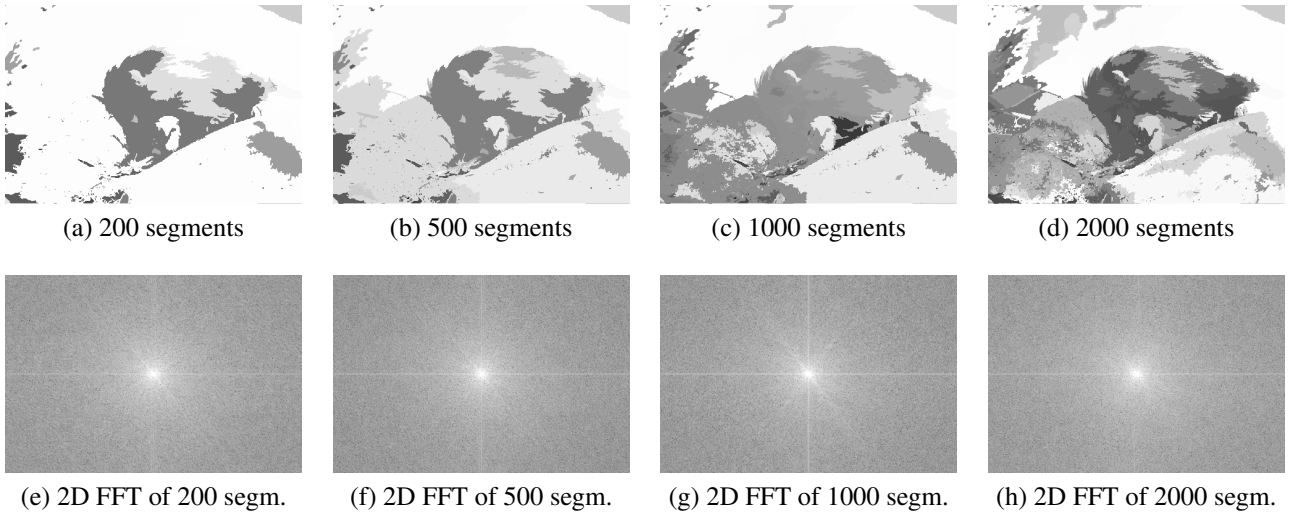 (a) 200 segments
(b) 500 segments
(c) 1000 segments
(d) 2000 segments
(e) 2D FFT of 200 segm.
(f) 2D FFT of 500 segm.
(g) 2D FFT of 1000 segm.
(h) 2D FFT of 2000 segm.